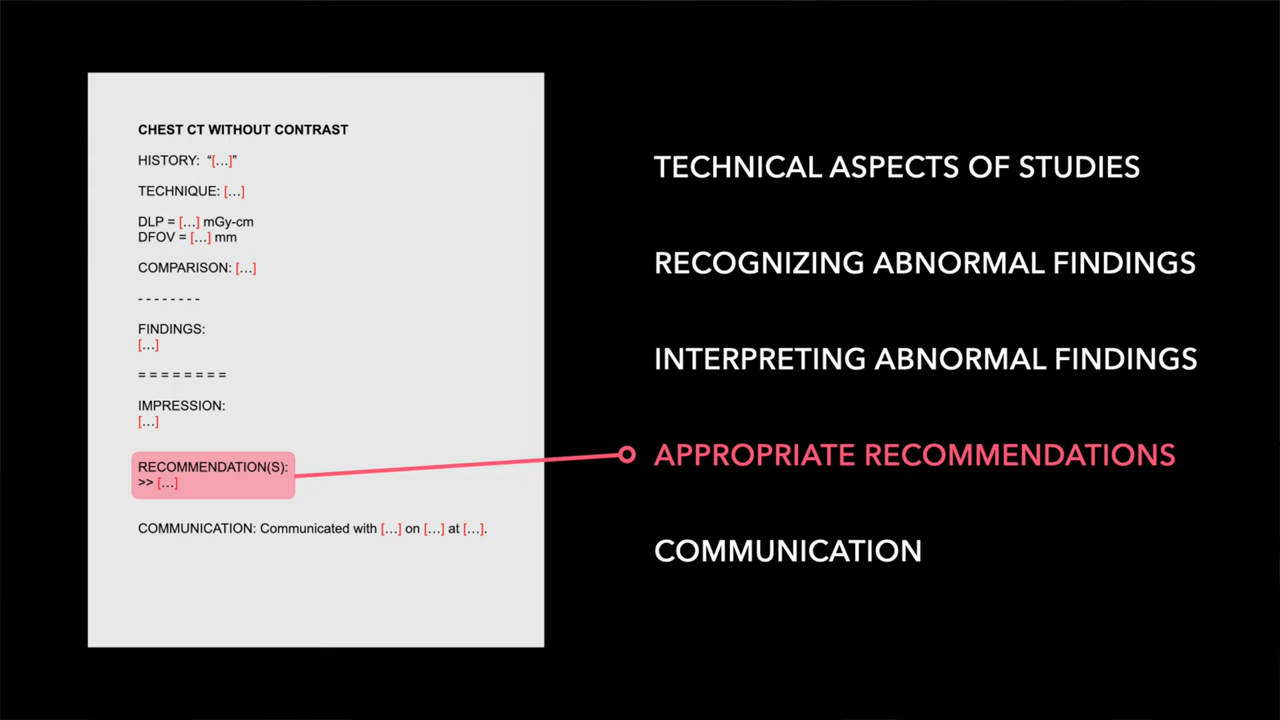 CHEST CT WITHOUT CONTRAST
HISTORY: “[…]”
TECHNIQUE: […]
DLP = […] mGy-cm
DFOV = […] mm
COMPARISON: […]
- - - - - - - -
FINDINGS:
[…]
= = = = = = = =
IMPRESSION:
[…]
RECOMMENDATION(S):
>> […]
COMMUNICATION: Communicated with […] on […] at […].
TECHNICAL ASPECTS OF STUDIES
RECOGNIZING ABNORMAL FINDINGS
INTERPRETING ABNORMAL FINDINGS
APPROPRIATE RECOMMENDATIONS
COMMUNICATION